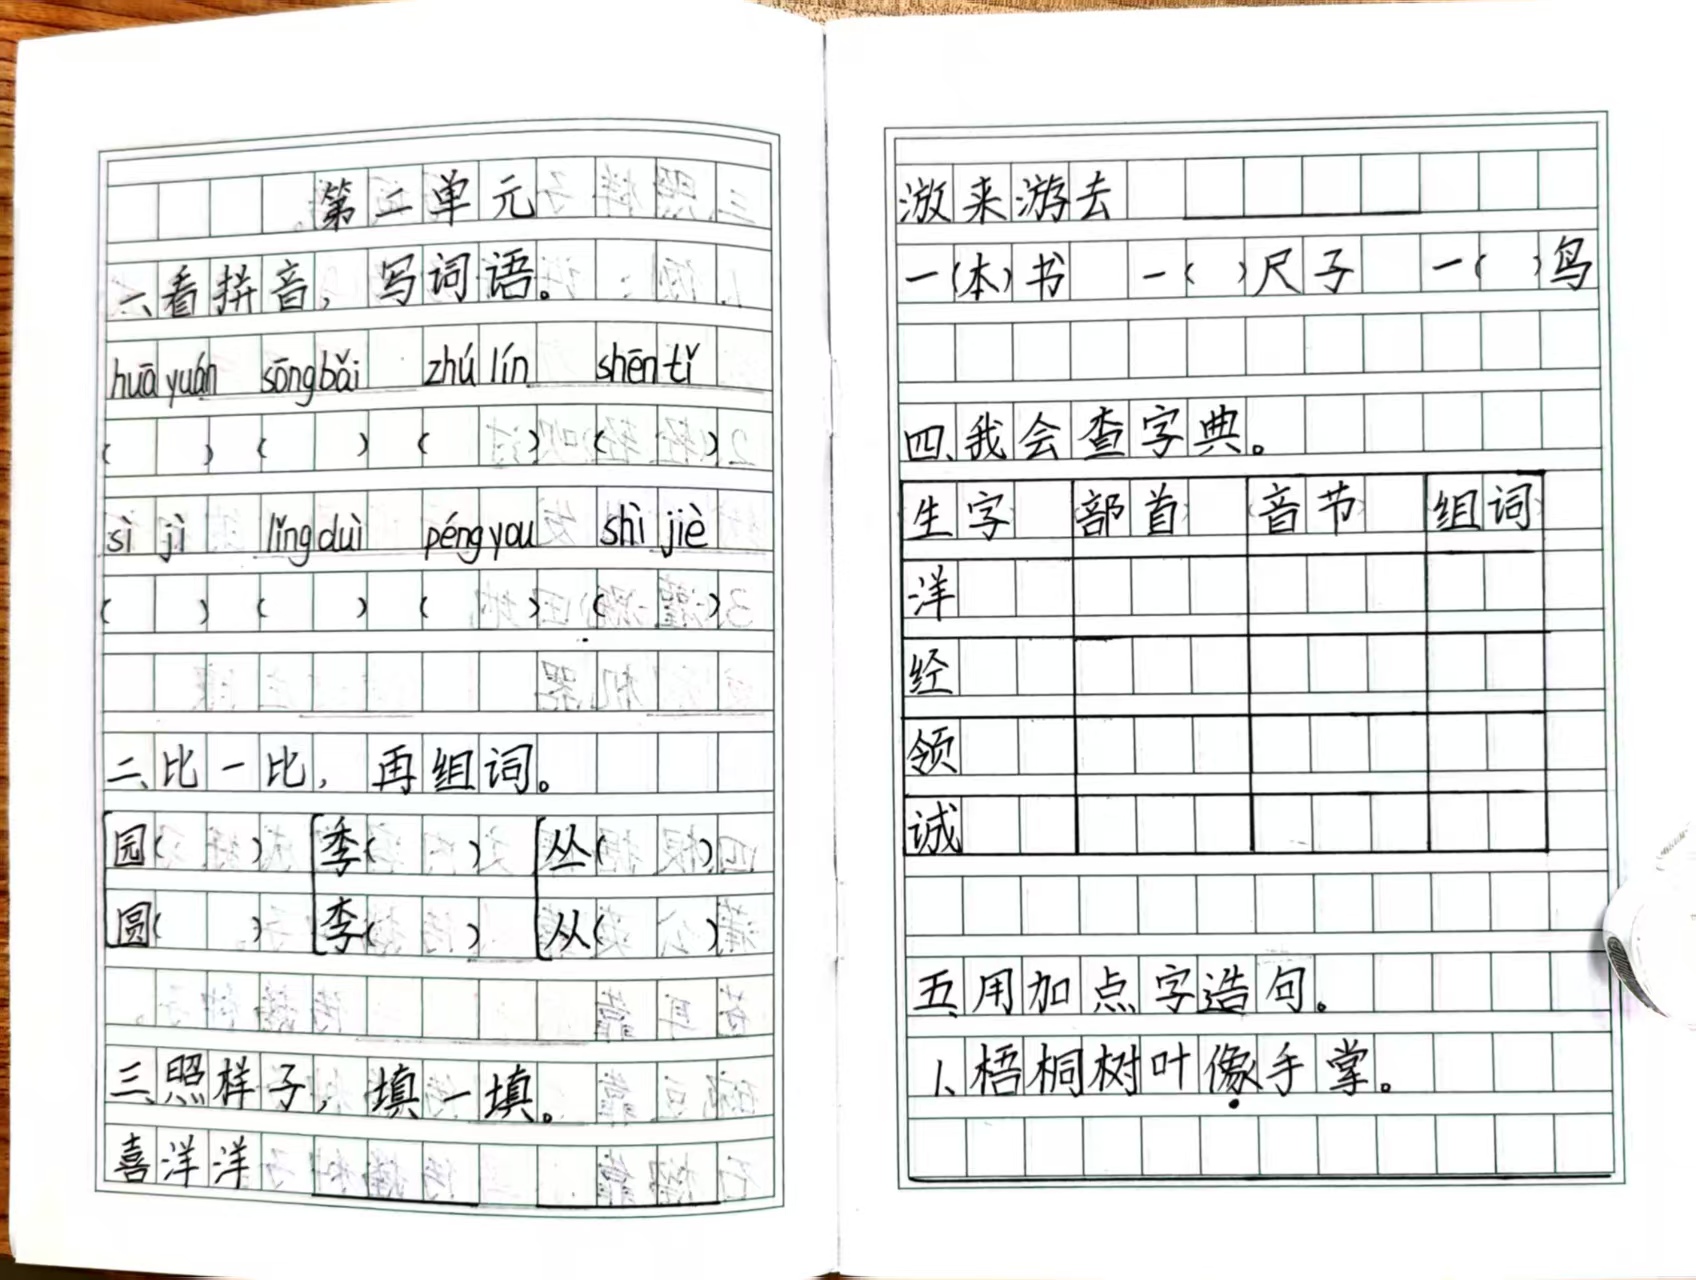 第二单元
一、看拼音，写词语。
huā yuán sōng bǎi zhú lín shēn tǐ
( ) ( ) ( ) ( )
sì jì lǐng duì péng you shì jiè
( ) ( ) ( ) ( )
二、比一比，再组词。
园( ) 季( ) 丛( )
圆( ) 李( ) 从( )
三、照样子，填一填。
喜洋洋
游来游去
一(本)书 一( )尺子 一( )鸟
四、我会查字典。
生字 部首 音节 组词
洋
经
领
诚
五、用加点字造句。
1、梧桐树叶像手掌。